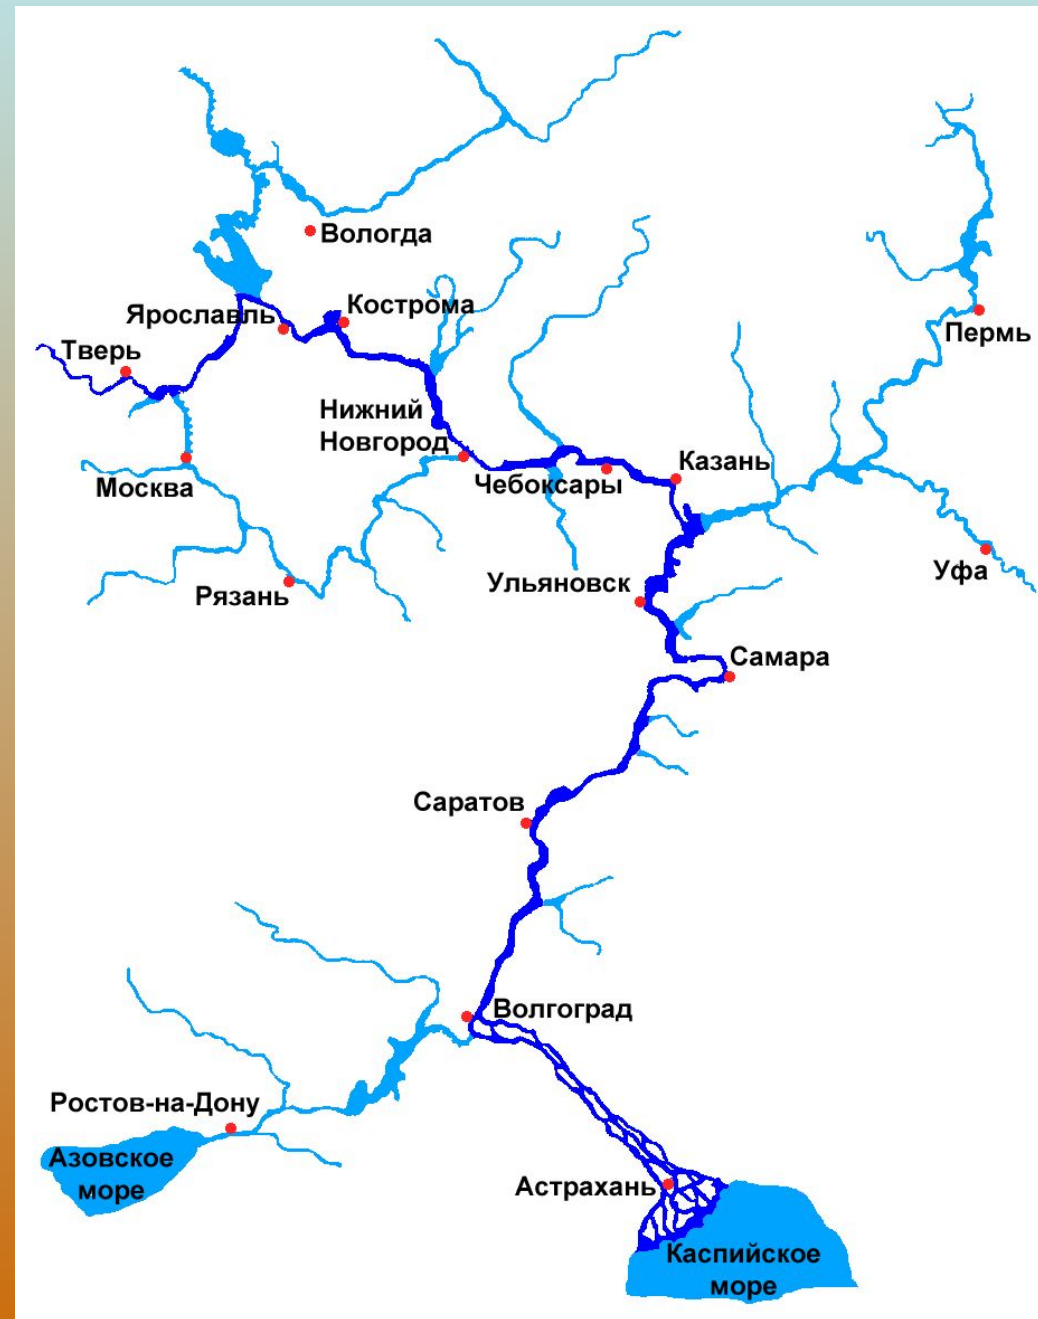 Вологда
Кострома
Ярославль
Тверь
Пермь
Нижний
Новгород
Казань
Чебоксары
Москва
Уфа
Ульяновск
Рязань
Самара
Саратов
Волгоград
Ростов-на-Дону
Азовское
море
Астрахань
Каспийское
море